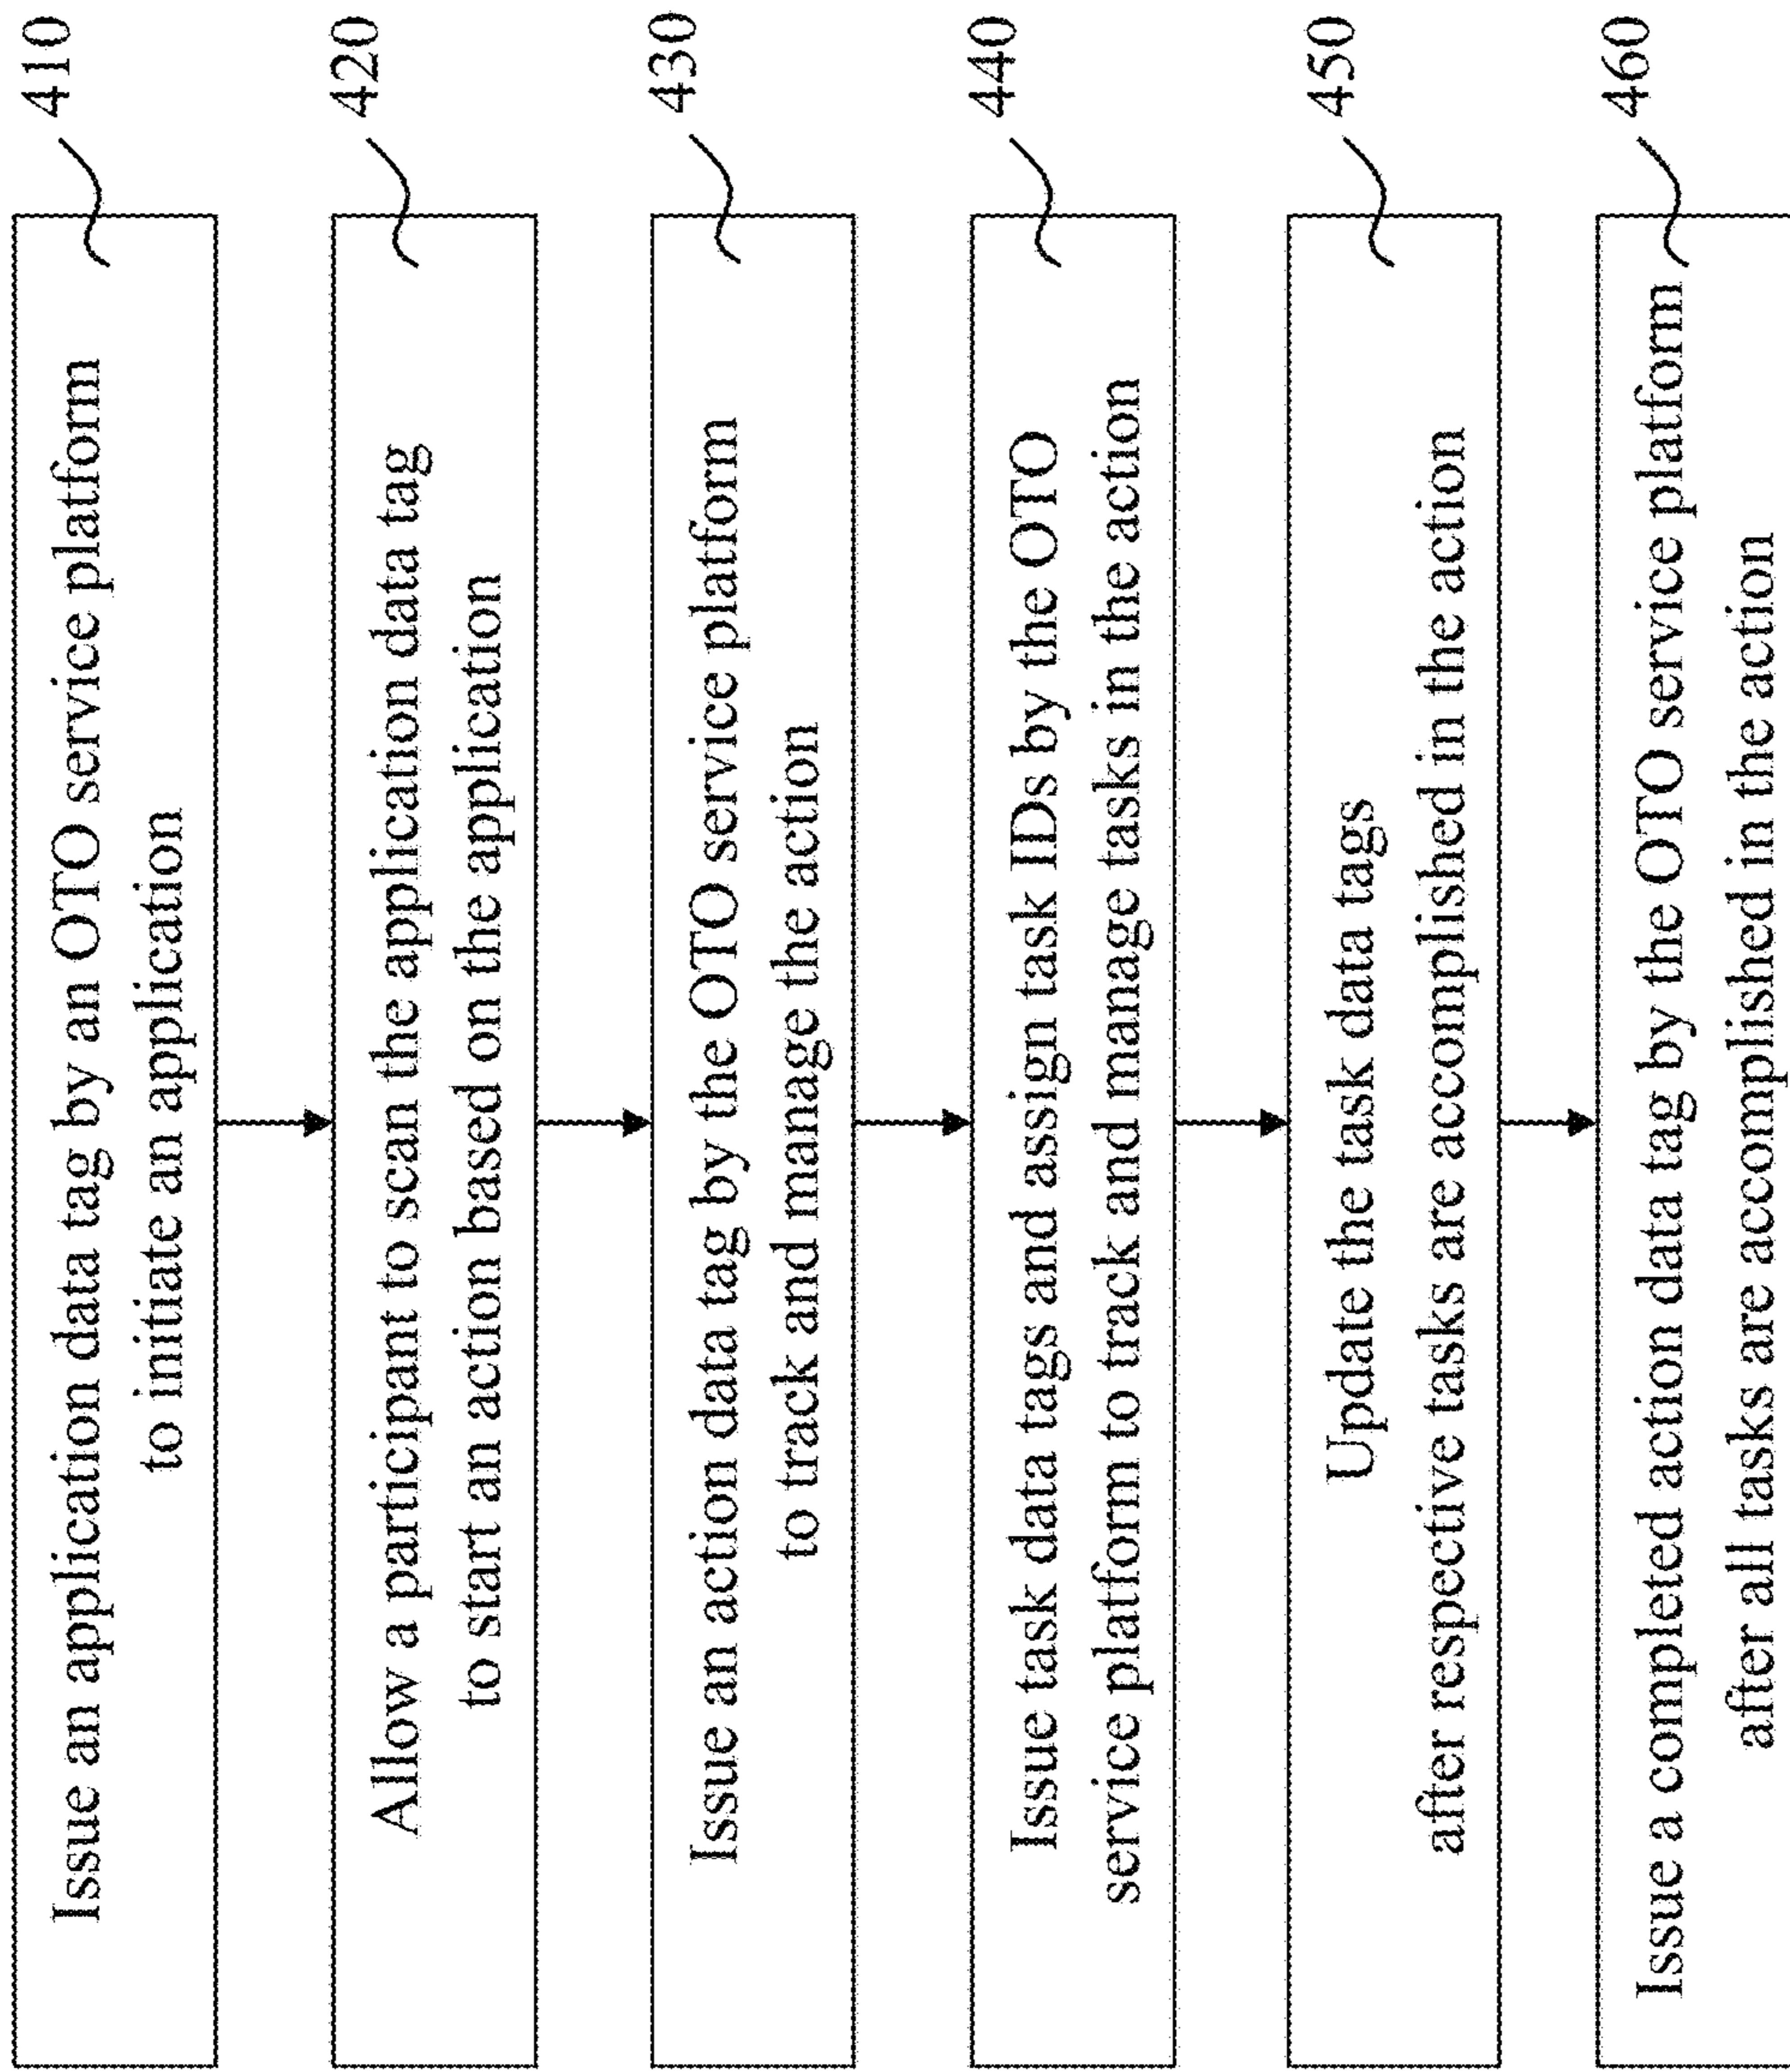 Issue an application data tag by an OTO service platform
to initiate an application
410
Allow a participant to scan the application data tag
to start an action based on the application
420
Issue an action data tag by the OTO service platform
to track and manage the action
430
Issue task data tags and assign task IDs by the OTO
service platform to track and manage tasks in the action
440
Update the task data tags
after respective tasks are accomplished in the action
450
Issue a completed action data tag by the OTO service platform
after all tasks are accomplished in the action
460